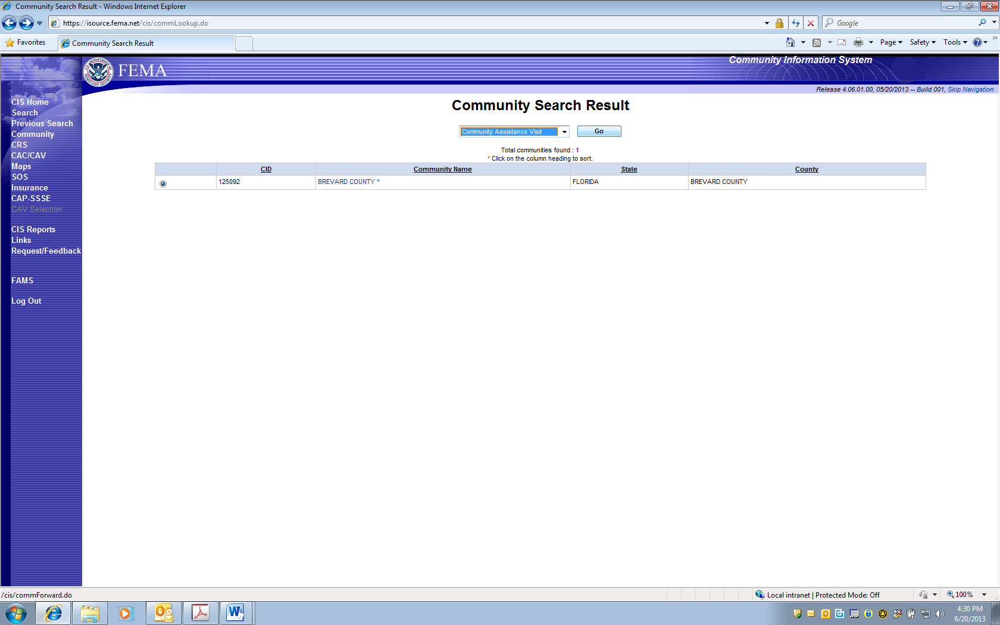 Community Search Result - Windows Internet Explorer
https://isource.fema.net/cis/commLookup.do
Google
Favorites
Community Search Result
Page
Safety
Tools
FEMA
Community Information System
Release 4.06.01.00, 05/20/2013 -- Build 001, Skip Navigation
CIS Home
Search
Previous Search
Community
CRS
CAC/CAV
Maps
SOS
Insurance
CAP-SSSE
CAV Selection
CIS Reports
Links
Request/Feedback
FAMS
Log Out
Community Search Result
Community Assistance Visit Go
Total communities found : 1
* Click on the column heading to sort.
CID Community Name State County
125092 BREVARD COUNTY * FLORIDA BREVARD COUNTY
/cis/commForward.do
Local intranet | Protected Mode: Off
100%
4:30 PM
6/20/2013